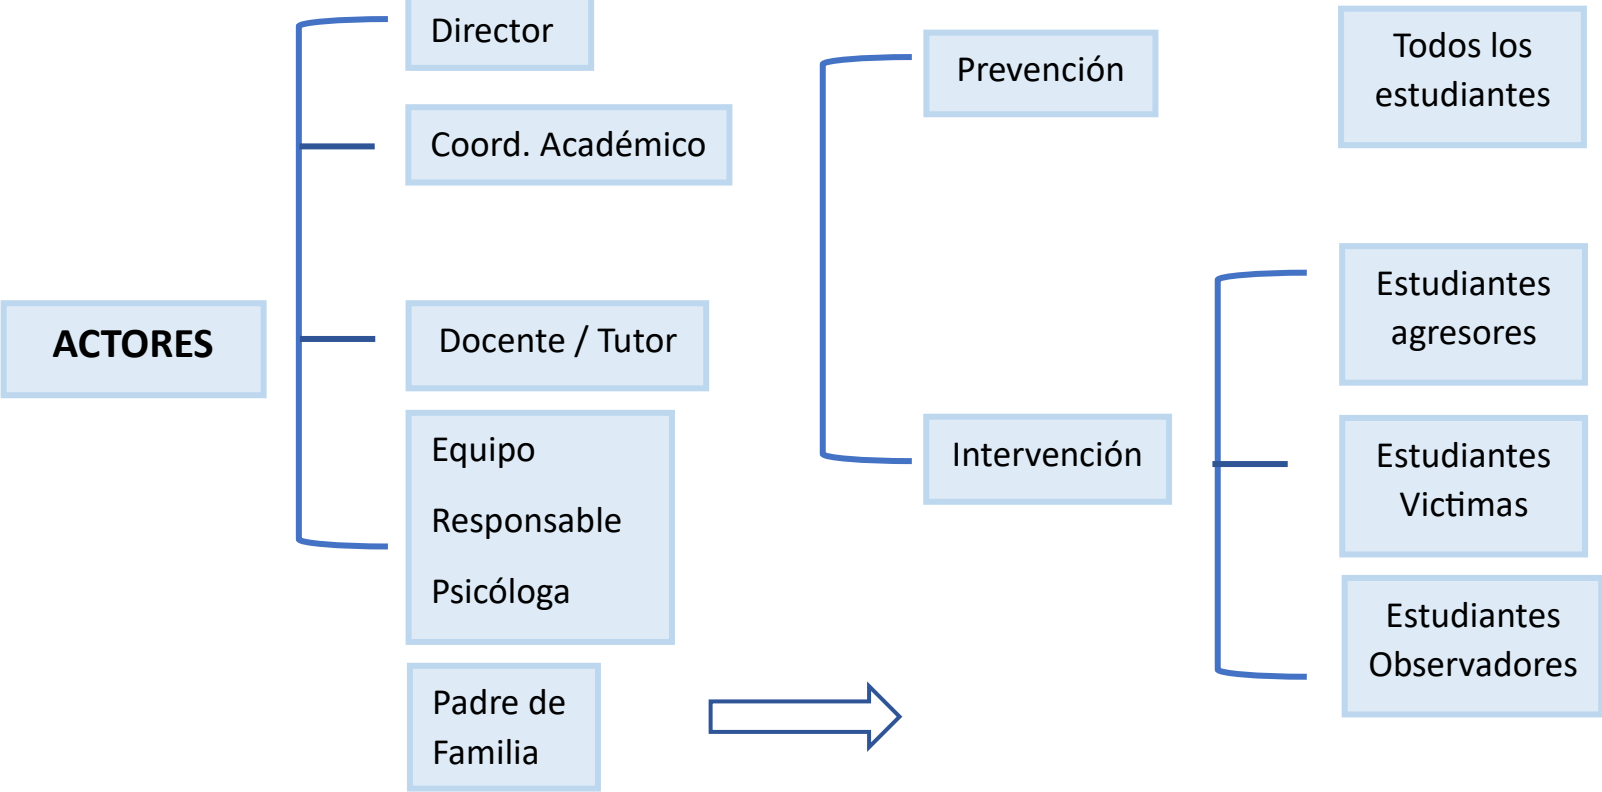 ACTORES
Director
Coord. Académico
Docente / Tutor
Equipo
Responsable
Psicóloga
Padre de
Familia
Prevención
Intervención
Todos los
estudiantes
Estudiantes
agresores
Estudiantes
Victimas
Estudiantes
Observadores